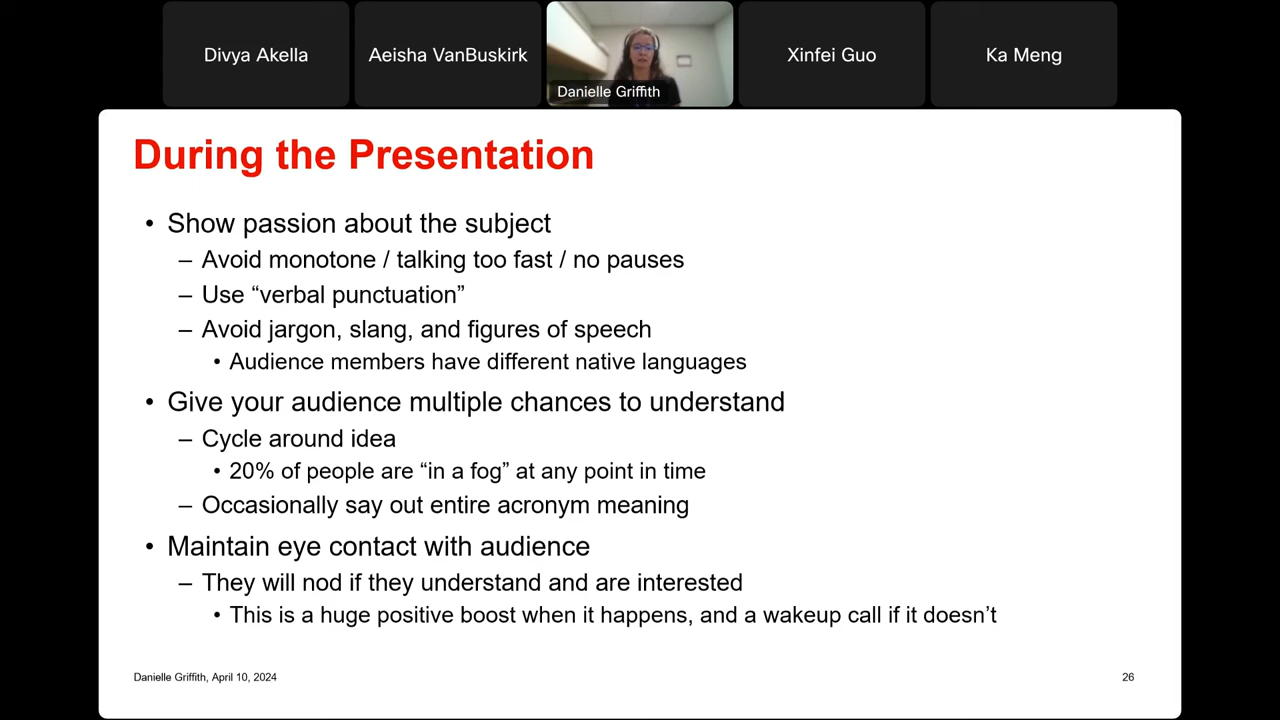 Divya Akella
Aeisha VanBuskirk
Danielle Griffith
Xinfei Guo
Ka Meng
During the Presentation
• Show passion about the subject
– Avoid monotone / talking too fast / no pauses
– Use “verbal punctuation”
– Avoid jargon, slang, and figures of speech
• Audience members have different native languages
• Give your audience multiple chances to understand
– Cycle around idea
• 20% of people are “in a fog” at any point in time
– Occasionally say out entire acronym meaning
• Maintain eye contact with audience
– They will nod if they understand and are interested
• This is a huge positive boost when it happens, and a wakeup call if it doesn’t
Danielle Griffith, April 10, 2024
26